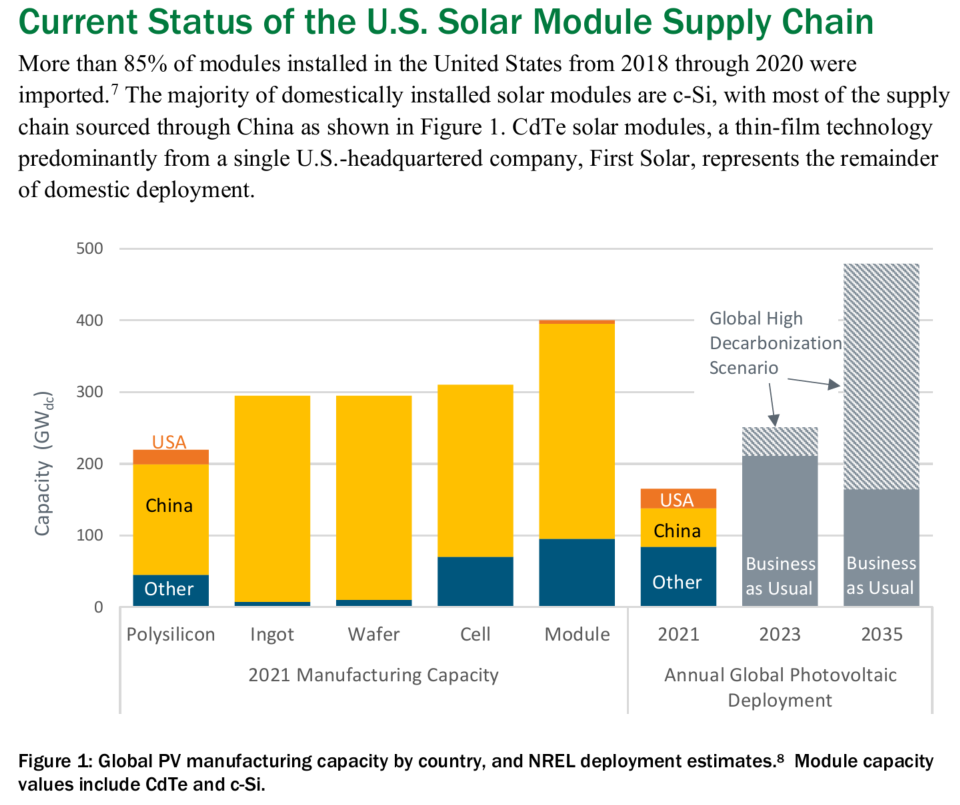 Current Status of the U.S. Solar Module Supply Chain
More than 85% of modules installed in the United States from 2018 through 2020 were
imported.7 The majority of domestically installed solar modules are c-Si, with most of the supply
chain sourced through China as shown in Figure 1. CdTe solar modules, a thin-film technology
predominantly from a single U.S.-headquartered company, First Solar, represents the remainder
of domestic deployment.
500
400
300
200
100
0
Capacity (GWdc)
USA
China
Other
USA
China
Other
Global High
Decarbonization
Scenario
Business
as Usual
Business
as Usual
Polysilicon Ingot Wafer Cell Module 2021 2023 2035
2021 Manufacturing Capacity
Annual Global Photovoltaic
Deployment
Figure 1: Global PV manufacturing capacity by country, and NREL deployment estimates.8 Module capacity
values include CdTe and c-Si.